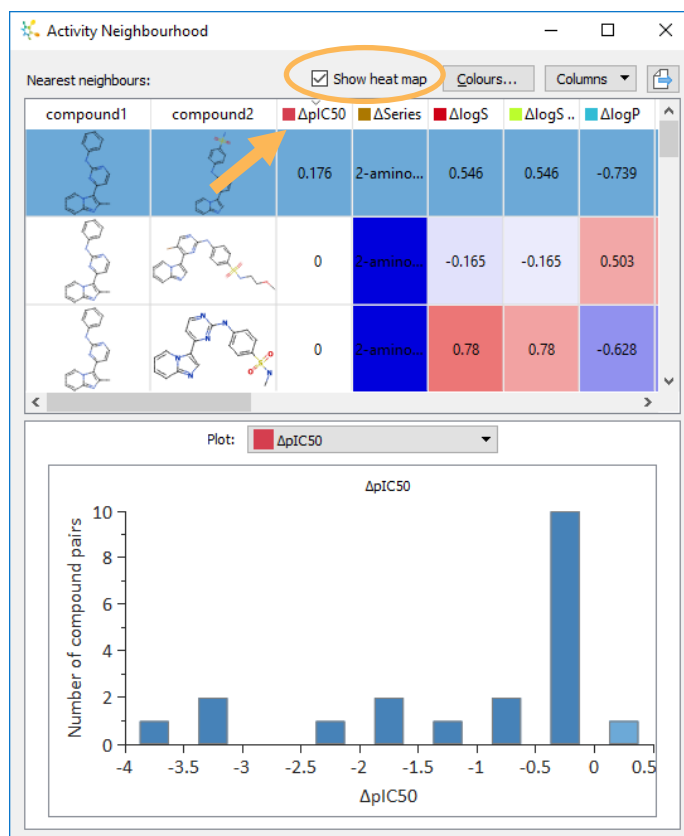 Activity Neighbourhood
Nearest neighbours: Show heat map Colours... Columns
compound1 compound2 ΔpIC50 ΔSeries ΔlogS ΔlogS .. ΔlogP
0.176 2-amino... 0.546 0.546 -0.739
0 2-amino... -0.165 -0.165 0.503
0 2-amino... 0.78 0.78 -0.628
Plot: ΔpIC50
ΔpIC50
Number of compound pairs
10
8
6
4
2
0
-4 -3.5 -3 -2.5 -2 -1.5 -1 -0.5 0 0.5
ΔpIC50